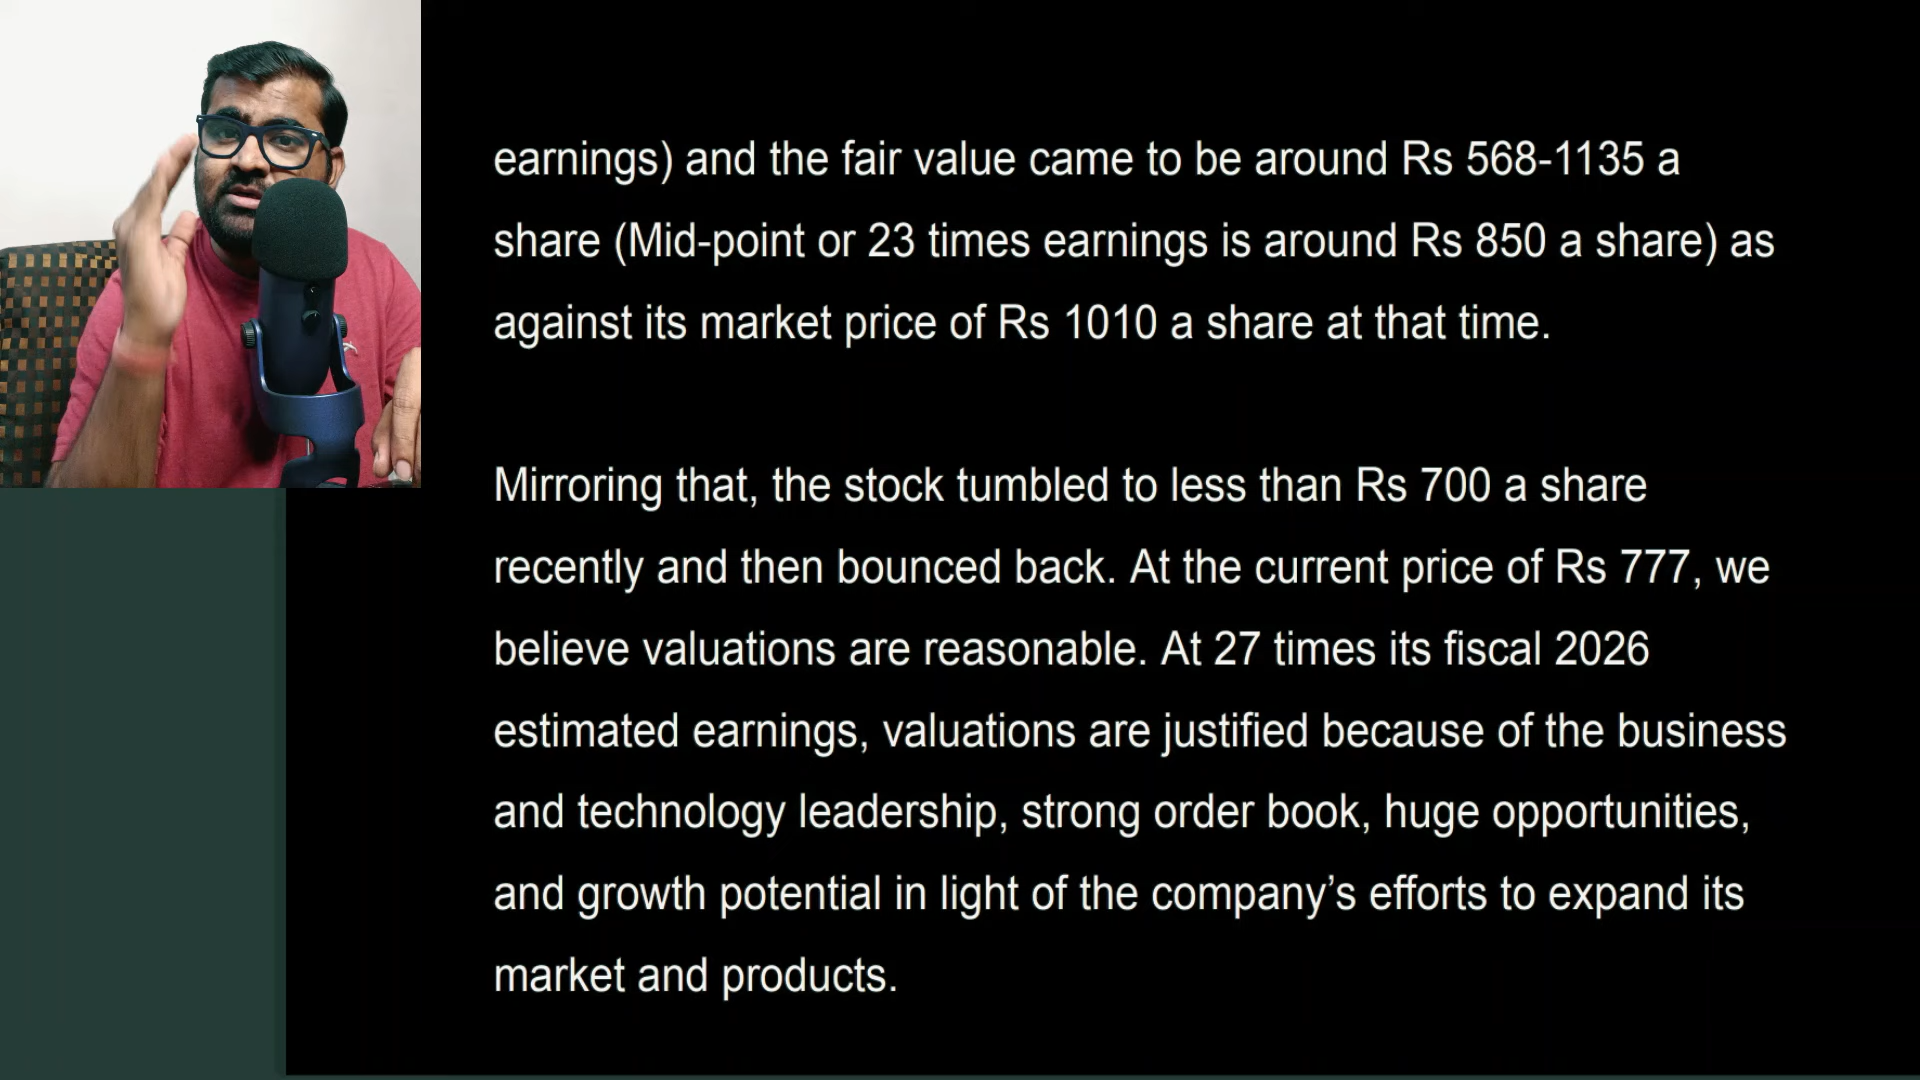 earnings) and the fair value came to be around Rs 568-1135 a
share (Mid-point or 23 times earnings is around Rs 850 a share) as
against its market price of Rs 1010 a share at that time.
Mirroring that, the stock tumbled to less than Rs 700 a share
recently and then bounced back. At the current price of Rs 777, we
believe valuations are reasonable. At 27 times its fiscal 2026
estimated earnings, valuations are justified because of the business
and technology leadership, strong order book, huge opportunities,
and growth potential in light of the company’s efforts to expand its
market and products.